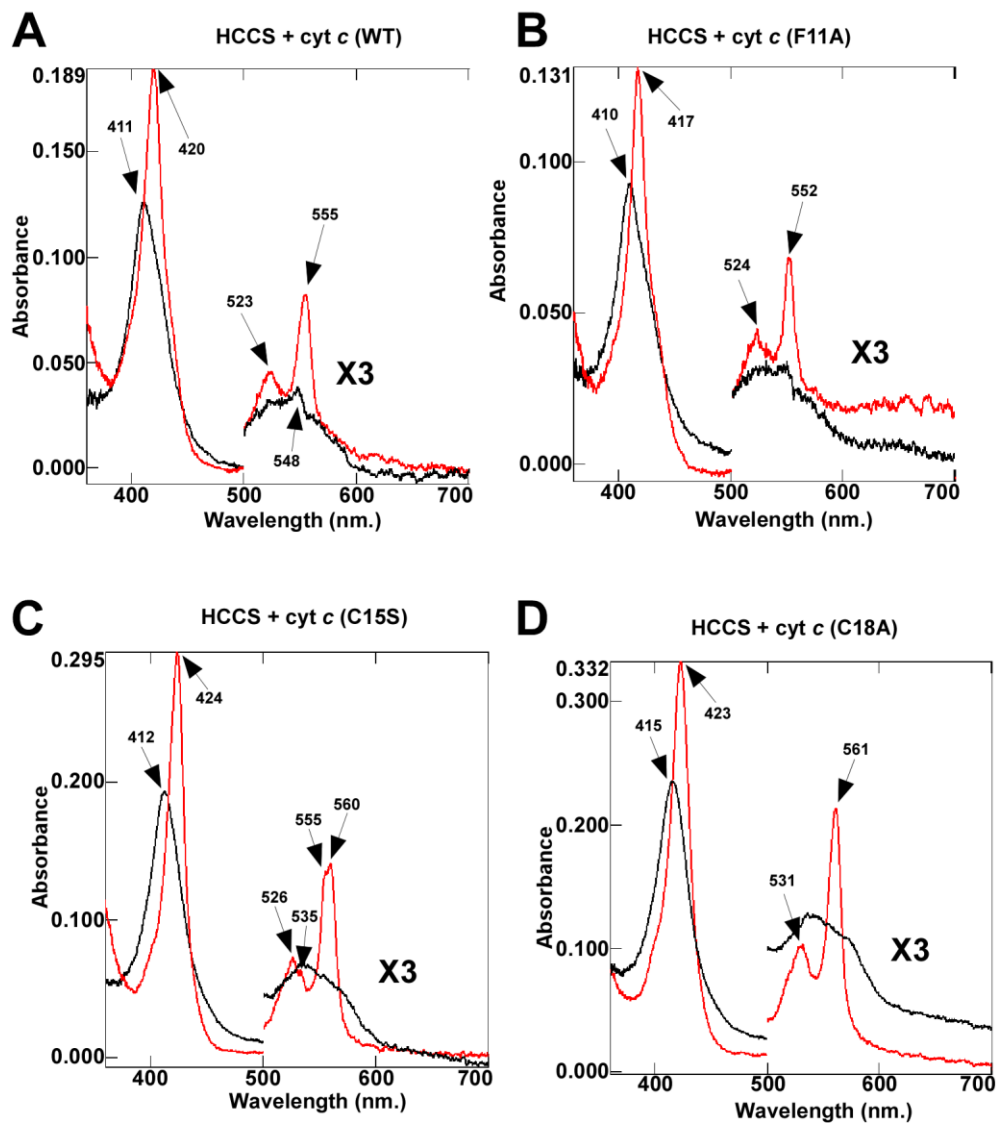 A
HCCS + cyt c (WT)
0.189
0.150
0.100
0.050
0.000
Absorbance
411
420
523
555
548
X3
400
500
600
700
Wavelength (nm.)
B
HCCS + cyt c (F11A)
0.131
0.100
0.050
0.000
Absorbance
410
417
524
552
X3
400
500
600
700
Wavelength (nm.)
C
HCCS + cyt c (C15S)
0.295
0.200
0.100
0.000
Absorbance
412
424
526
535
555
560
X3
400
500
600
700
Wavelength (nm.)
D
HCCS + cyt c (C18A)
0.332
0.300
0.200
0.100
0.000
Absorbance
415
423
531
561
X3
400
500
600
700
Wavelength (nm.)